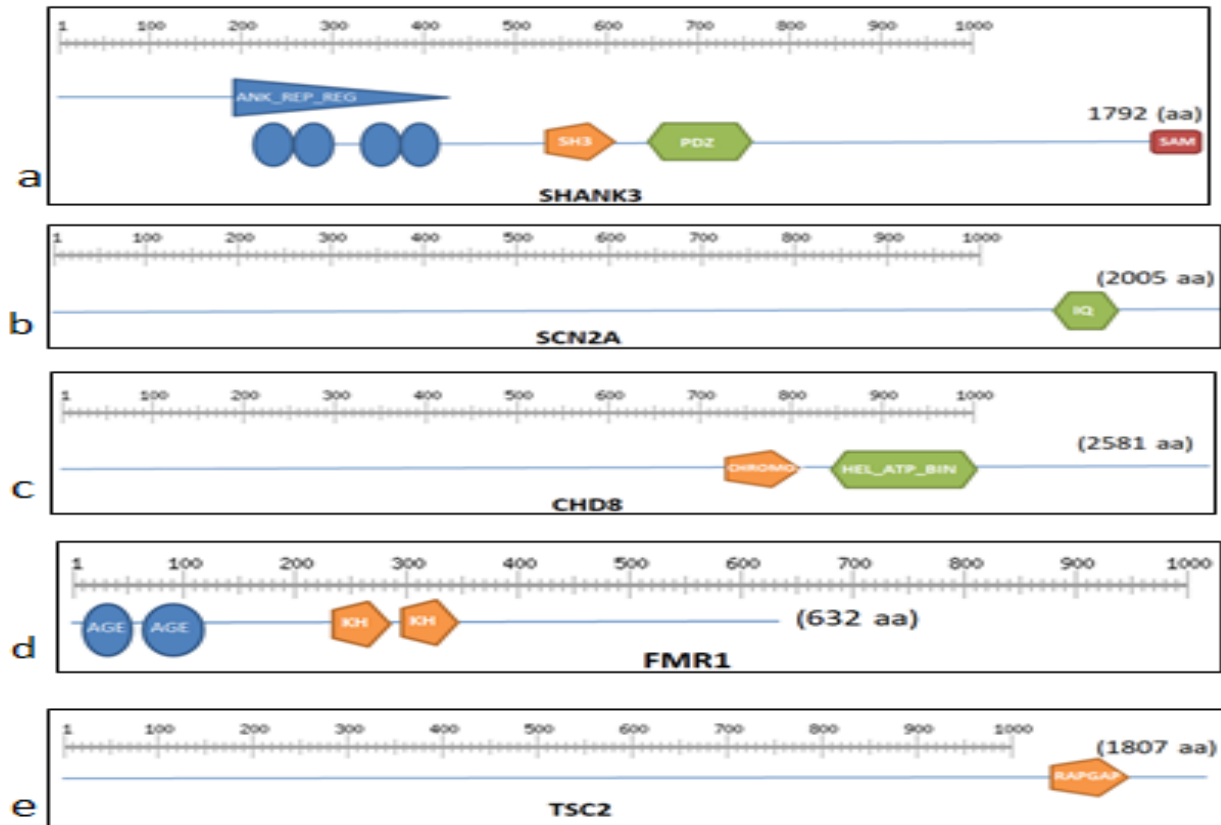 1 100 200 300 400 500 600 700 800 900 1000
ANK_REP_REG
1792 (aa)
SH3 PDZ SAM
a
SHANK3
1 100 200 300 400 500 600 700 800 900 1000
(2005 aa)
IQ
b
SCN2A
1 100 200 300 400 500 600 700 800 900 1000
(2581 aa)
CHROMO HEL_ATP_BIN
c
CHD8
1 100 200 300 400 500 600 700 800 900 1000
AGE AGE KH KH (632 aa)
d
FMR1
1 100 200 300 400 500 600 700 800 900 1000
(1807 aa)
RAPGAP
e
TSC2